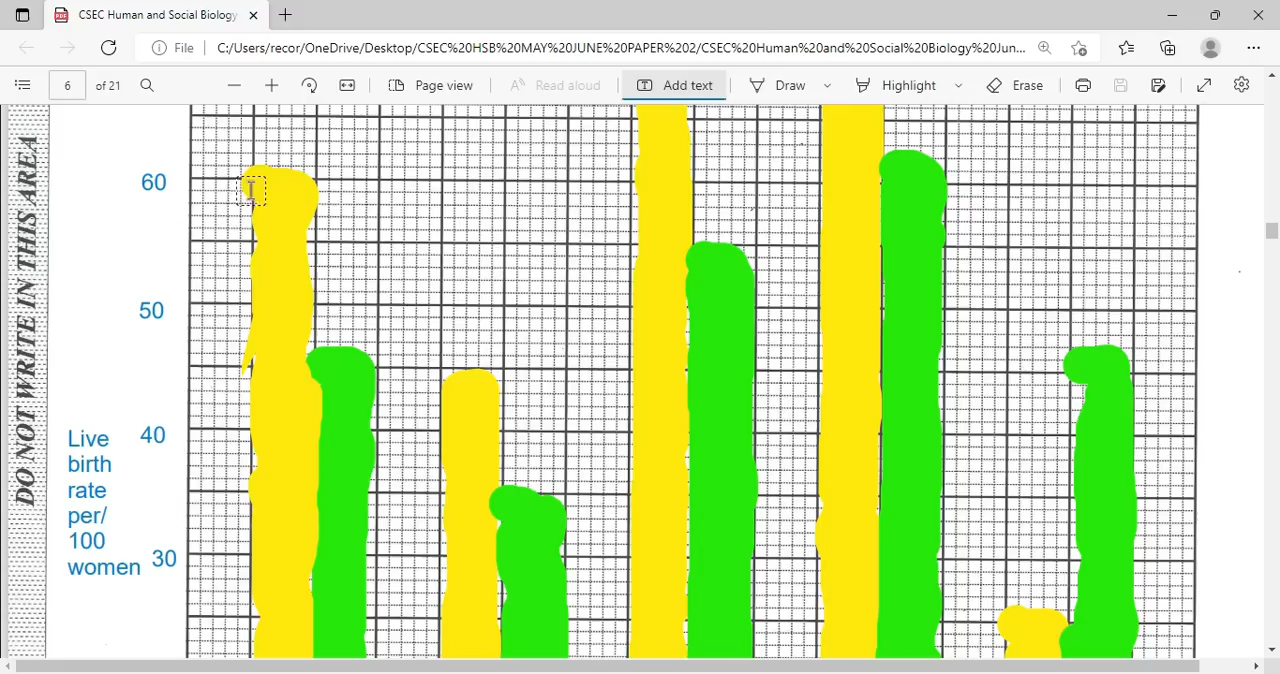 CSEC Human and Social Biology
File C:/Users/recor/OneDrive/Desktop/CSEC%20HSB%20MAY%20JUNE%20PAPER%202/CSEC%20Human%20and%20Social%20Biology%20Jun...
6 of 21 Page view Read aloud Add text Draw Highlight Erase
DO NOT WRITE IN THIS AREA
60
50
40
30
Live
birth
rate
per/
100
women